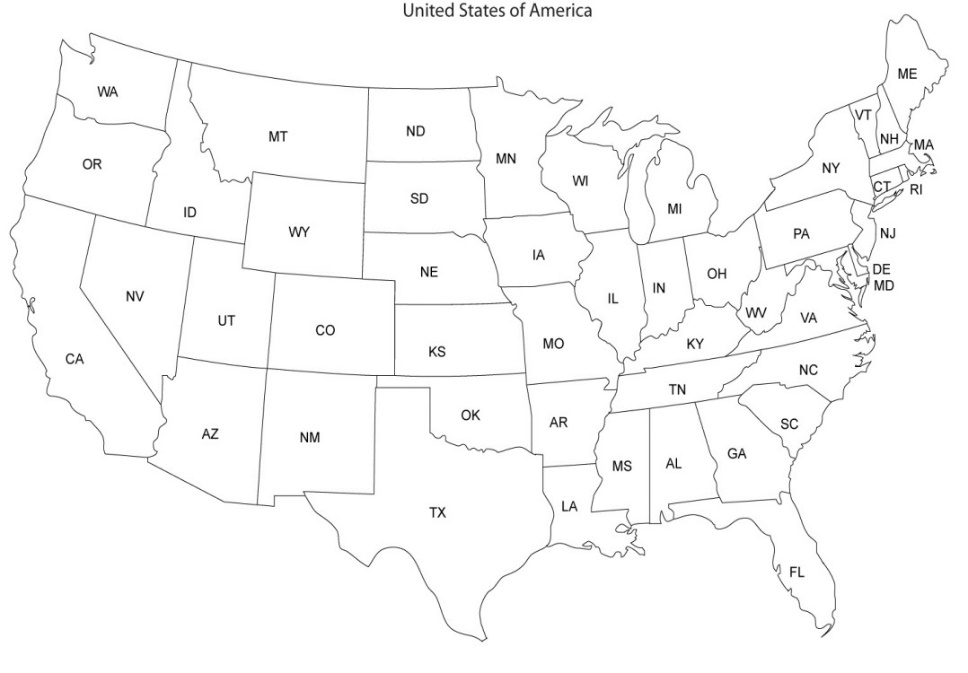 United States of America
ME
WA
VT
MT
ND
NH
MA
MN
OR
NY
WI
CT
RI
SD
MI
ID
WY
PA
NJ
IA
NE
OH
DE
IN
MD
NV
IL
WV
UT
VA
CO
MO
KY
KS
CA
NC
TN
OK
AR
SC
AZ
NM
GA
MS
AL
LA
TX
FL